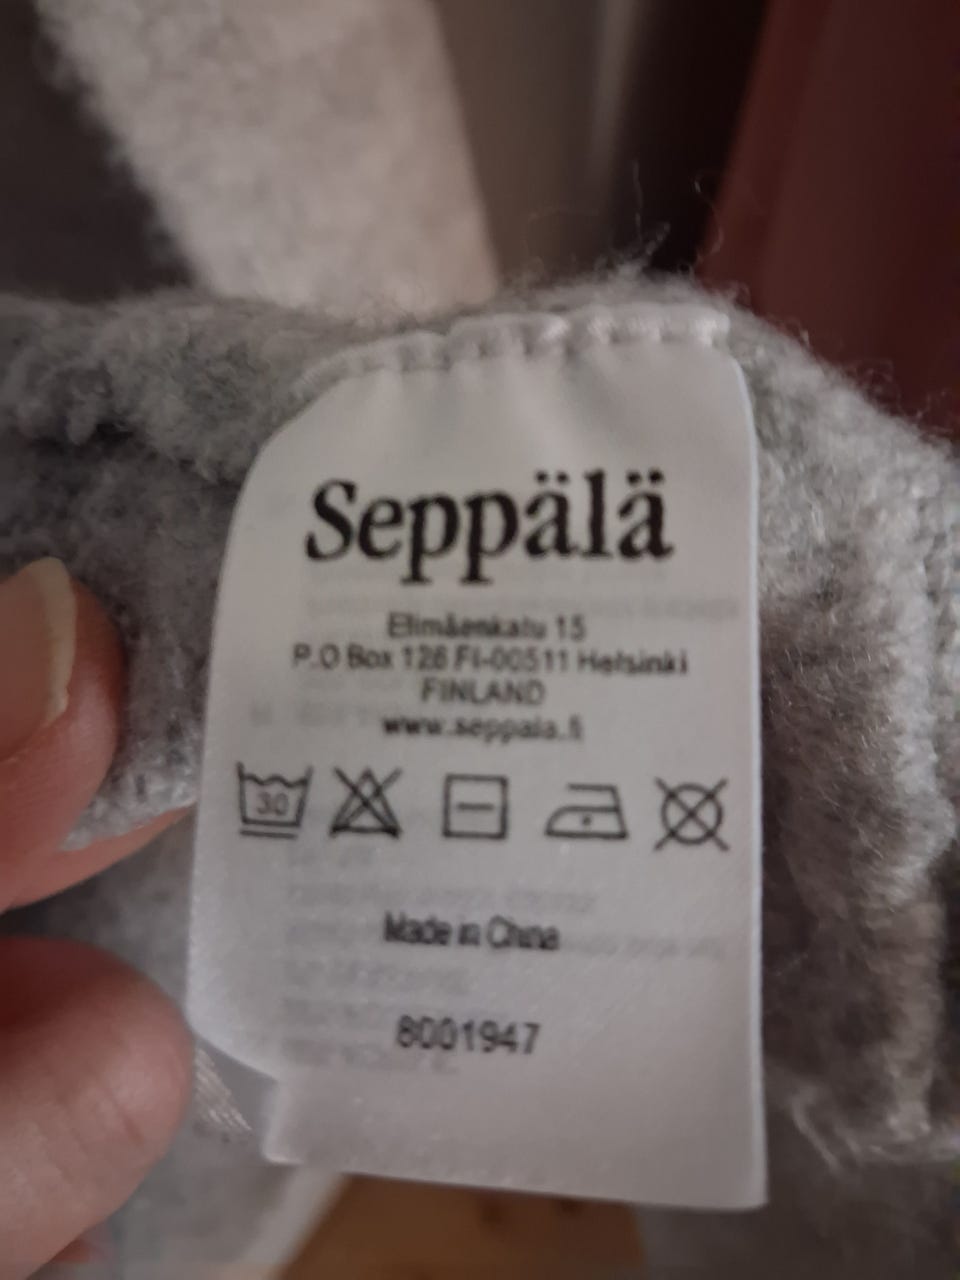 Seppälä
Elimäenkatu 15
P.O Box 126 FI-00511 Helsinki
FINLAND
www.seppala.fi
30
Made in China
8001947